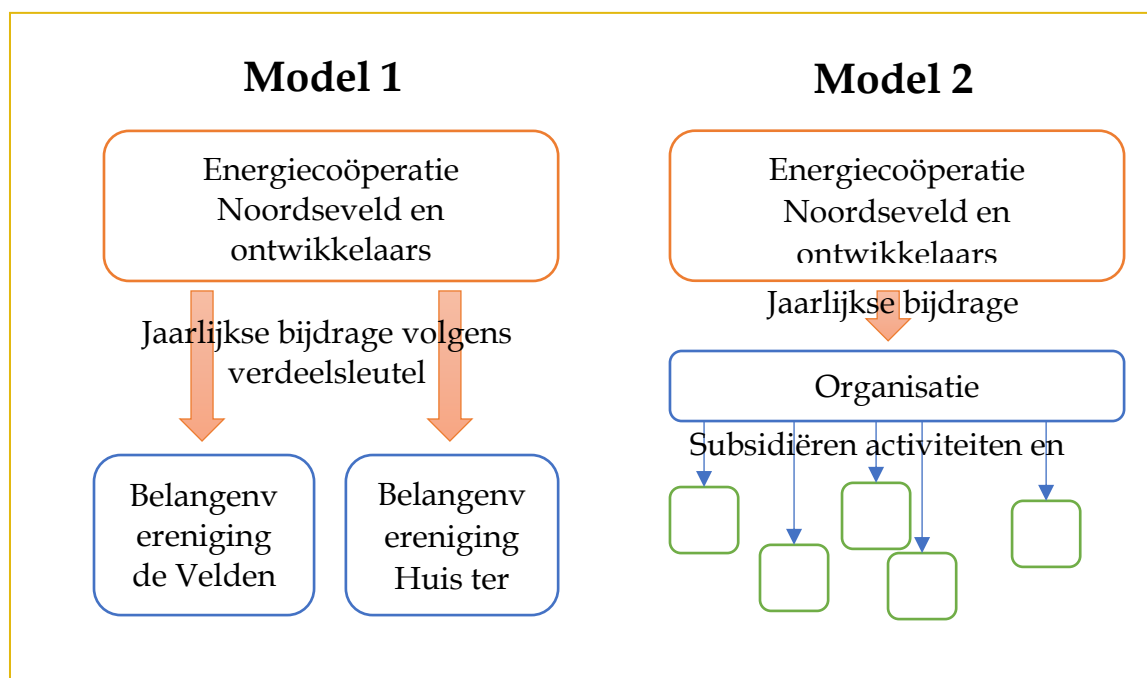 Model 1
Energiecoöperatie
Noordseveld en
ontwikkelaars
Jaarlijkse bijdrage volgens
verdeelsleutel
Belangenv
ereniging
de Velden
Belangenv
ereniging
Huis ter
Model 2
Energiecoöperatie
Noordseveld en
ontwikkelaars
Jaarlijkse bijdrage
Organisatie
Subsidiëren activiteiten en